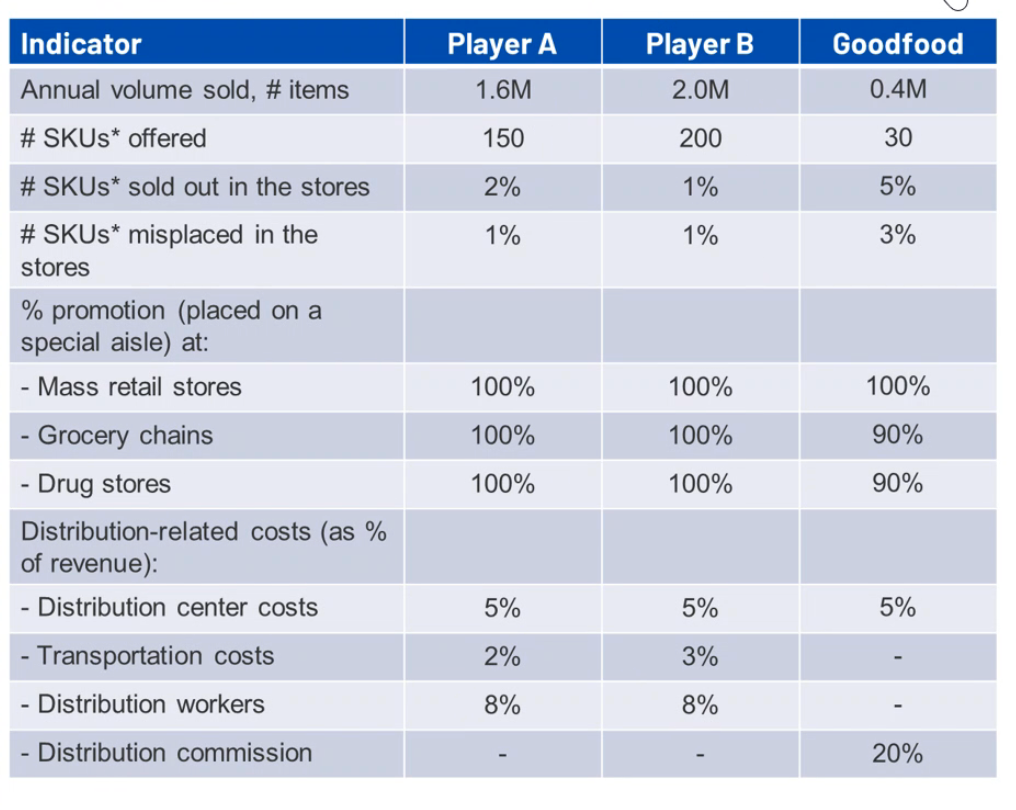 Indicator Player A Player B Goodfood
Annual volume sold, # items 1.6M 2.0M 0.4M
# SKUs* offered 150 200 30
# SKUs* sold out in the stores 2% 1% 5%
# SKUs* misplaced in the 1% 1% 3%
stores
% promotion (placed on a
special aisle) at:
- Mass retail stores 100% 100% 100%
- Grocery chains 100% 100% 90%
- Drug stores 100% 100% 90%
Distribution-related costs (as %
of revenue):
- Distribution center costs 5% 5% 5%
- Transportation costs 2% 3% -
- Distribution workers 8% 8% -
- Distribution commission - - 20%